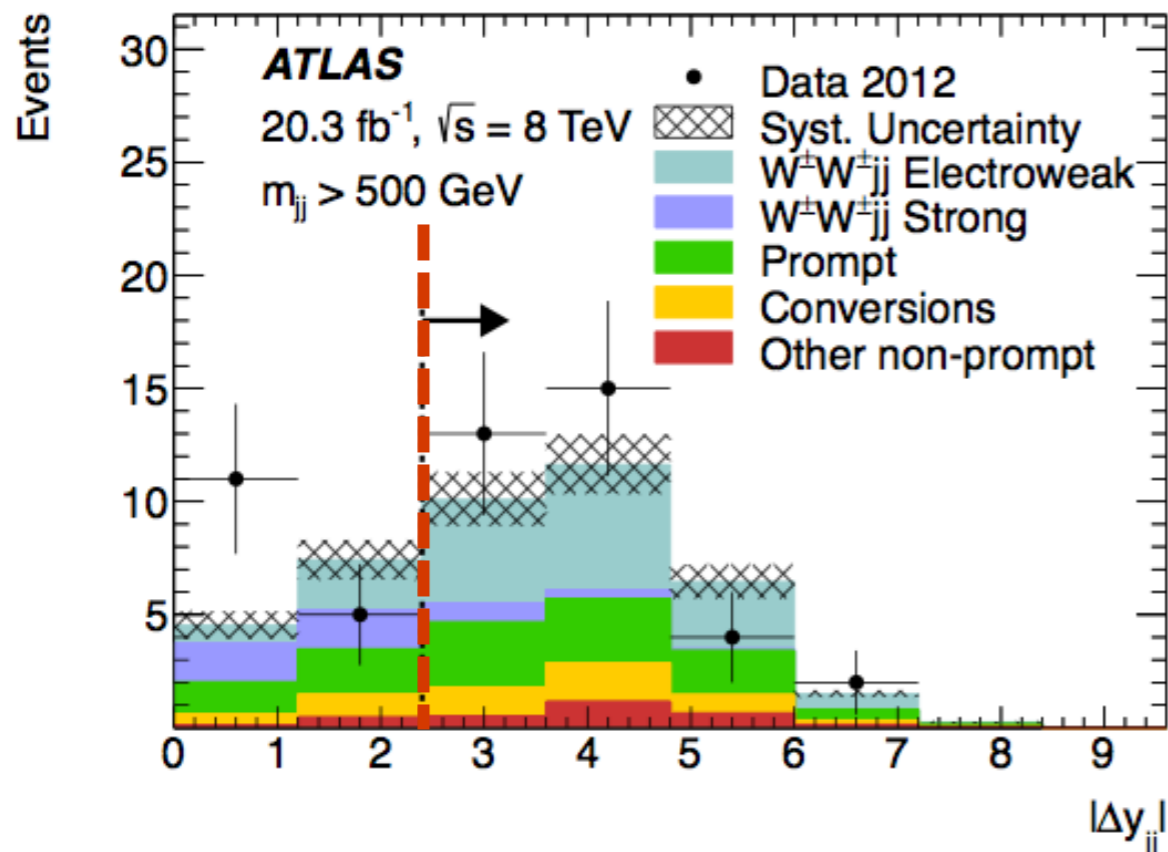 Events
30
25
20
15
10
5
ATLAS
20.3 fb⁻¹, √s = 8 TeV
m_jj > 500 GeV
Data 2012
Syst. Uncertainty
W±W±jj Electroweak
W±W±jj Strong
Prompt
Conversions
Other non-prompt
0 1 2 3 4 5 6 7 8 9
|Δy_jj|